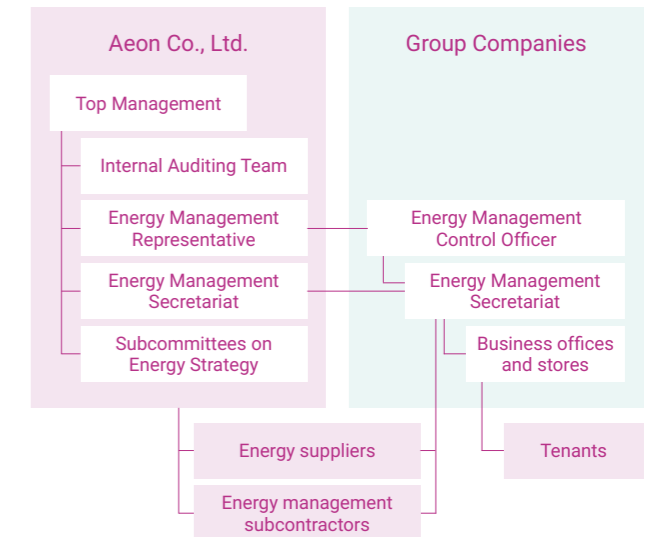 Aeon Co., Ltd.
Group Companies
Top Management
Internal Auditing Team
Energy Management
Representative
Energy Management
Control Officer
Energy Management
Secretariat
Energy Management
Secretariat
Subcommittees on
Energy Strategy
Business offices
and stores
Energy suppliers
Tenants
Energy management
subcontractors